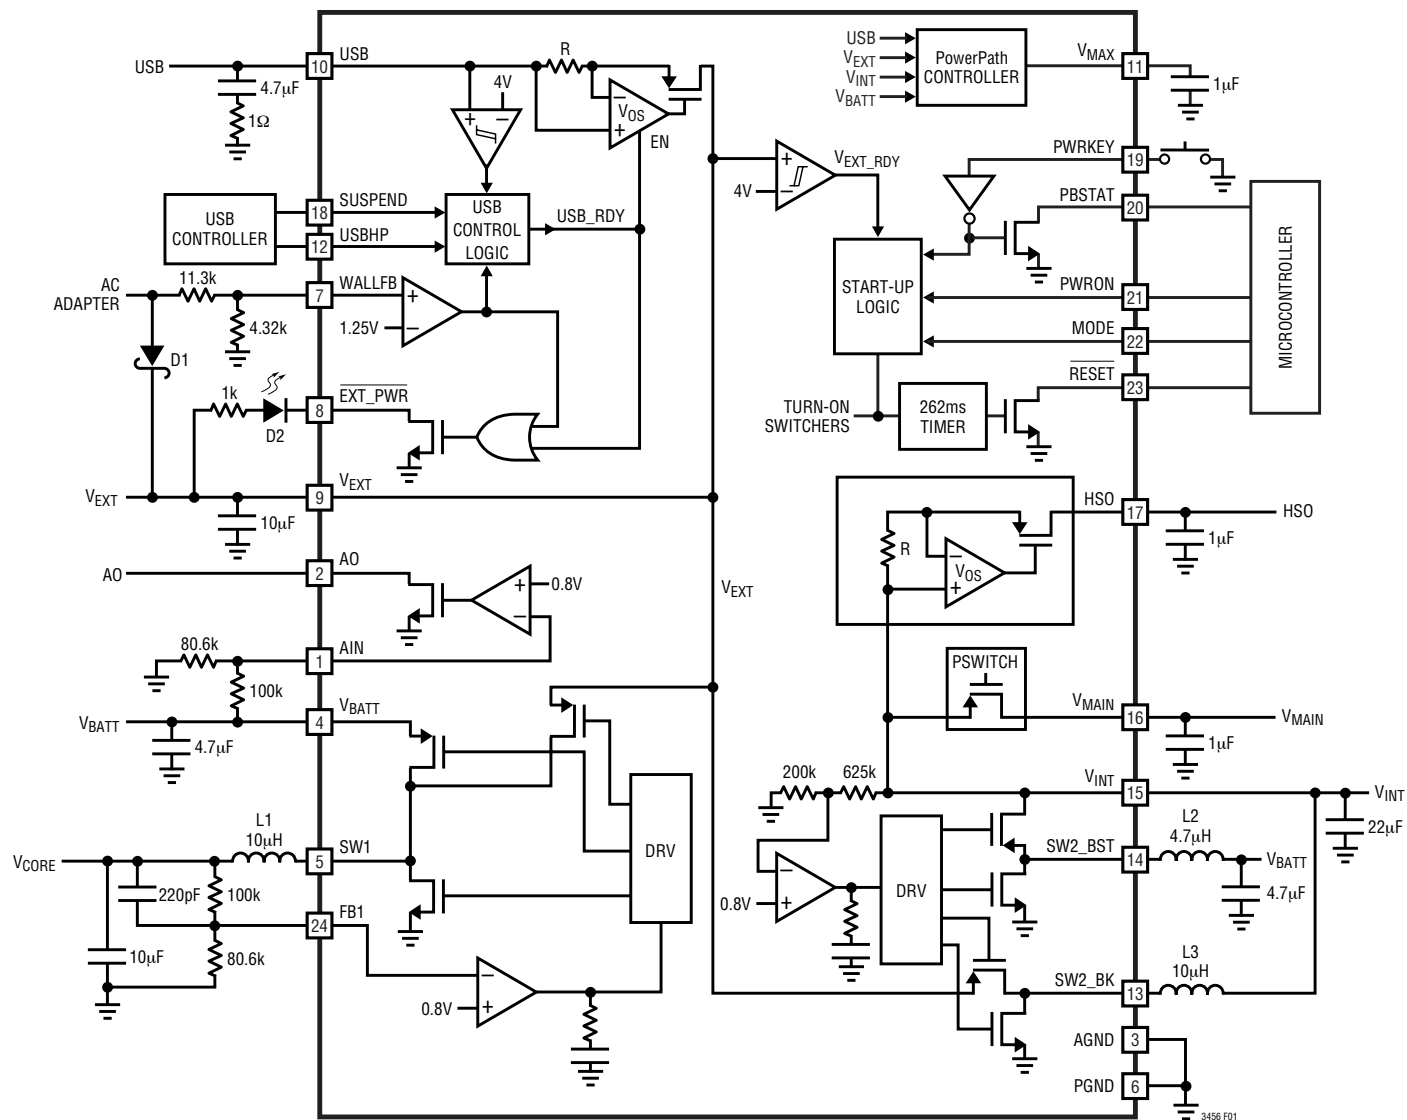 USB
10
USB
4.7µF
1Ω
R
4V
+
−
−
VOS
+
EN
USB
VEXT
VINT
VBATT
PowerPath
CONTROLLER
VMAX
11
1µF
PWRKEY
19
+
4V
−
VEXT_RDY
PBSTAT
20
USB
CONTROLLER
18
SUSPEND
12
USBHP
USB
CONTROL
LOGIC
USB_RDY
START-UP
LOGIC
PWRON
21
MODE
22
RESET
23
MICROCONTROLLER
AC
ADAPTER
11.3k
7
WALLFB
4.32k
+
1.25V
−
D1
1k
D2
8
EXT_PWR
TURN-ON
SWITCHERS
262ms
TIMER
VEXT
9
VEXT
10µF
HSO
17
HSO
1µF
R
−
VOS
+
AO
2
AO
+
0.8V
−
VEXT
80.6k
1
AIN
100k
PSWITCH
VMAIN
16
VMAIN
1µF
VBATT
4
VBATT
4.7µF
200k
625k
VINT
15
VINT
22µF
DRV
L1
10µH
VCORE
5
SW1
220pF
100k
24
FB1
10µF
80.6k
−
0.8V
+
−
0.8V
+
DRV
SW2_BST
14
L2
4.7µH
VBATT
4.7µF
SW2_BK
13
L3
10µH
AGND
3
PGND
6
3456 F01